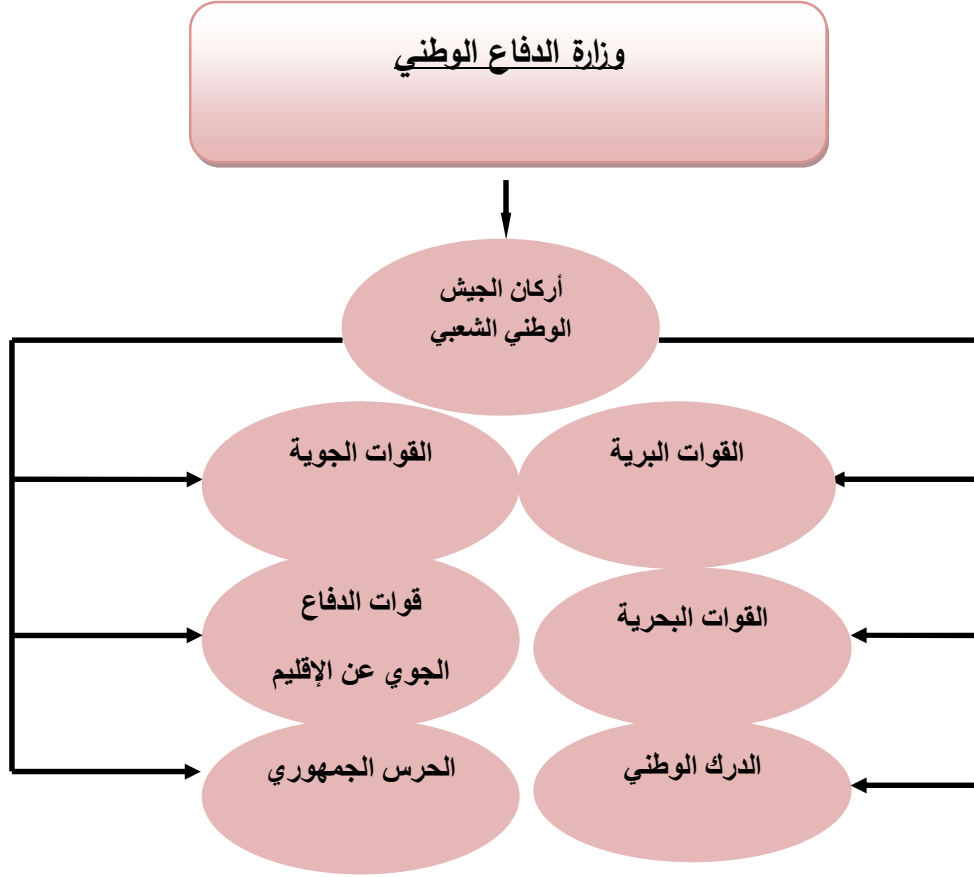 وزارة الدفاع الوطني
أركان الجيش
الوطني الشعبي
القوات البرية
القوات الجوية
القوات البحرية
قوات الدفاع
الجوي عن الإقليم
الدرك الوطني
الحرس الجمهوري